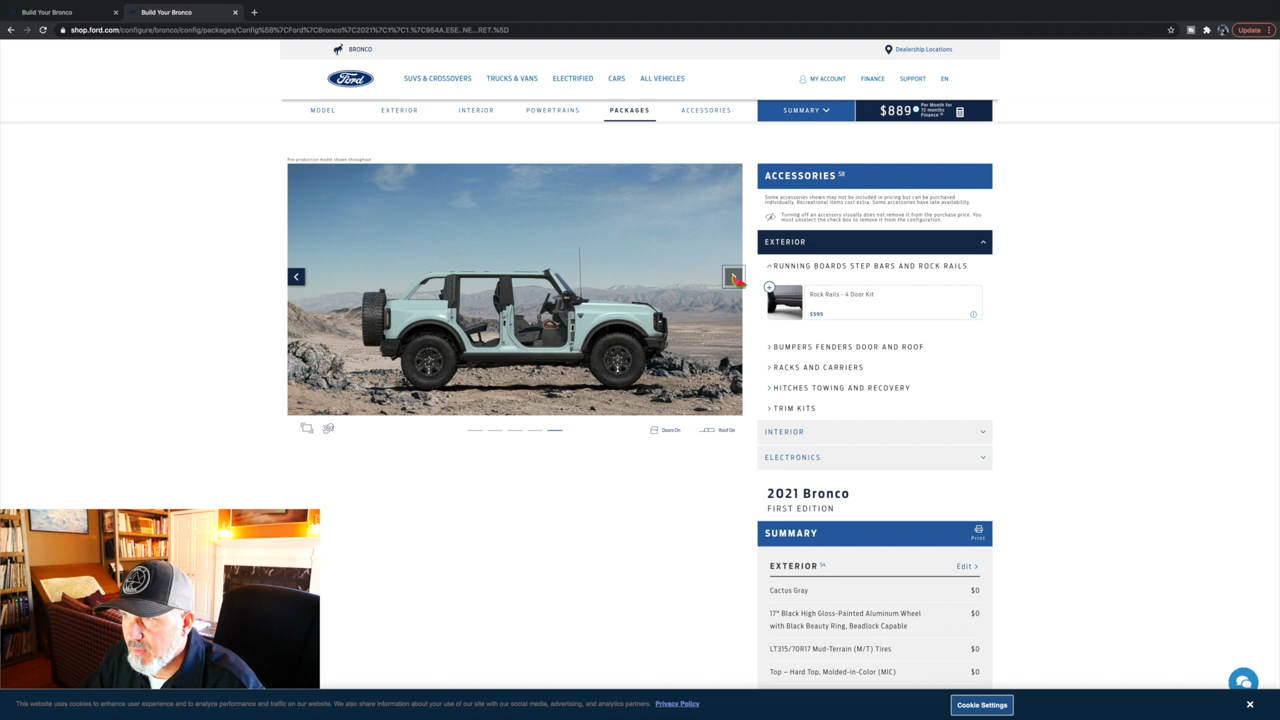 Build Your Bronco
Build Your Bronco
shop.ford.com/configure/bronco/config/packages/Config%5B%7CFord%7CBronco%7C2021%7C1%7C1.%7C954A.ESE..NE...RET.%5D
Update
BRONCO
Dealership Locations
Ford
SUVS & CROSSOVERS TRUCKS & VANS ELECTRIFIED CARS ALL VEHICLES
MY ACCOUNT FINANCE SUPPORT EN
MODEL EXTERIOR INTERIOR POWERTRAINS PACKAGES ACCESSORIES
SUMMARY
$889
Per Month for
72 months
Finance
Pre-production model shown throughout
ACCESSORIES 58
Some accessories shown may not be included in pricing but can be purchased
individually. Recreational items cost extra. Some accessories have late availability.
Turning off an accessory visually does not remove it from the purchase price. You
must unselect the check box to remove it from the configuration.
EXTERIOR
RUNNING BOARDS STEP BARS AND ROCK RAILS
Rock Rails - 4 Door Kit
$595
BUMPERS FENDERS DOOR AND ROOF
RACKS AND CARRIERS
HITCHES TOWING AND RECOVERY
TRIM KITS
INTERIOR
ELECTRONICS
360
Doors On
Roof On
2021 Bronco
FIRST EDITION
SUMMARY
Print
EXTERIOR 54
Edit >
Cactus Gray $0
17" Black High Gloss-Painted Aluminum Wheel $0
with Black Beauty Ring, Beadlock Capable
LT315/70R17 Mud-Terrain (M/T) Tires $0
Top – Hard Top, Molded-in-Color (MIC) $0
This website uses cookies to enhance user experience and to analyze performance and traffic on our website. We also share information about your use of our site with our social media, advertising, and analytics partners. Privacy Policy
Cookie Settings